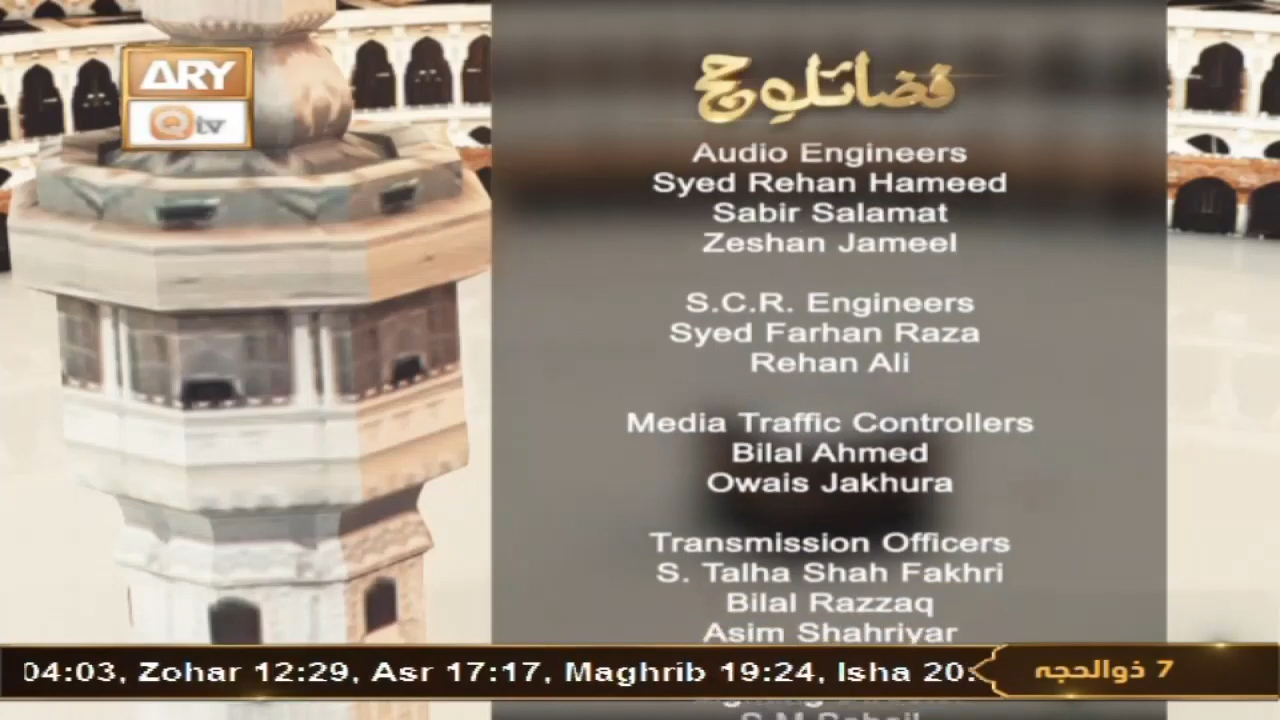 ARY
Qtv
فضائلِ حج
Audio Engineers
Syed Rehan Hameed
Sabir Salamat
Zeshan Jameel
S.C.R. Engineers
Syed Farhan Raza
Rehan Ali
Media Traffic Controllers
Bilal Ahmed
Owais Jakhura
Transmission Officers
S. Talha Shah Fakhri
Bilal Razzaq
Asim Shahriyar
04:03, Zohar 12:29, Asr 17:17, Maghrib 19:24, Isha 20:
7 ذوالحجہ